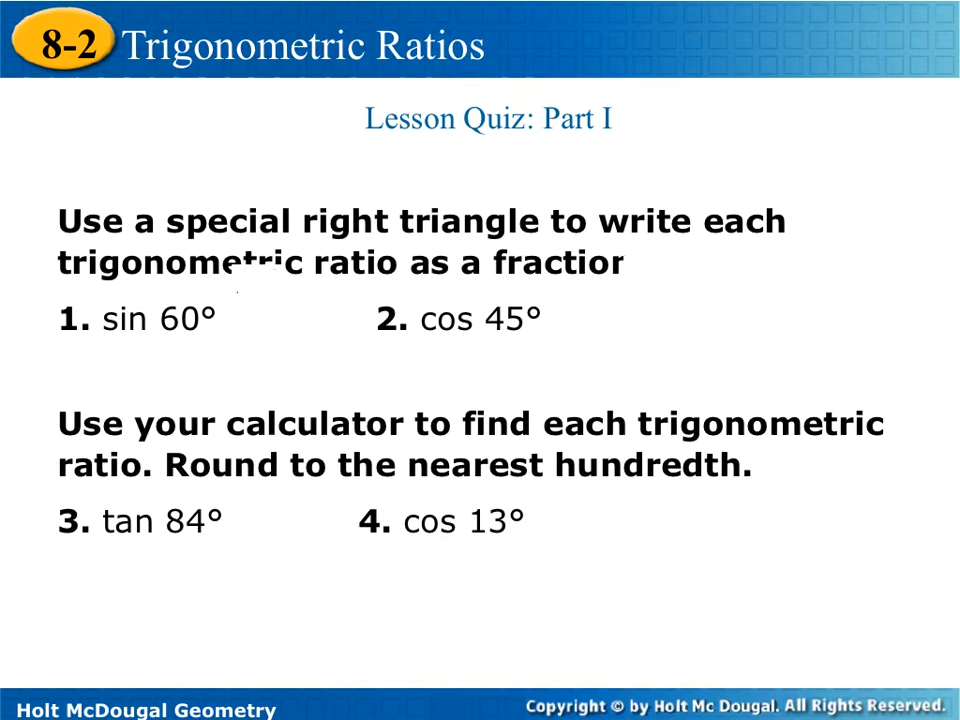 8-2 Trigonometric Ratios
Lesson Quiz: Part I
Use a special right triangle to write each
trigonometric ratio as a fraction
1. sin 60° 2. cos 45°
Use your calculator to find each trigonometric
ratio. Round to the nearest hundredth.
3. tan 84° 4. cos 13°
Holt McDougal Geometry Copyright © by Holt Mc Dougal. All Rights Reserved.